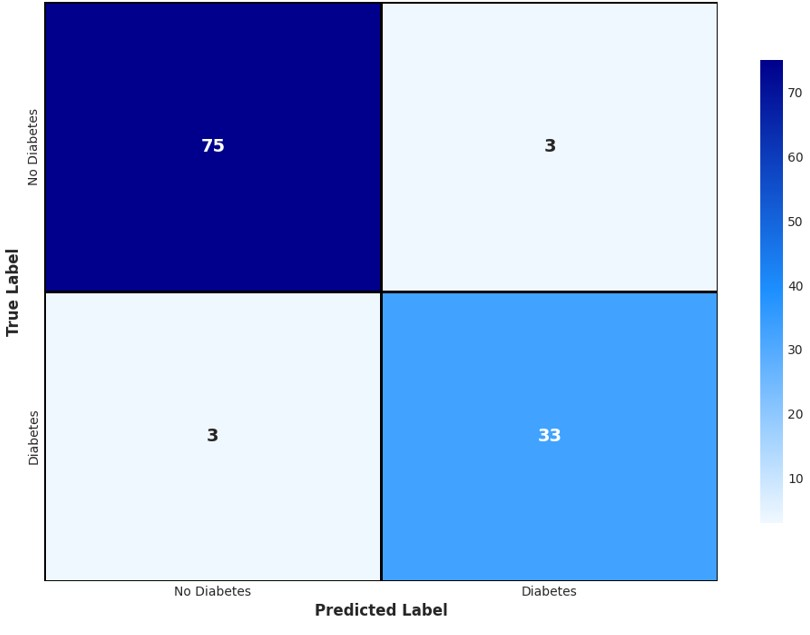 No Diabetes
75
3
True Label
Diabetes
3
33
No Diabetes
Diabetes
Predicted Label
70
60
50
40
30
20
10